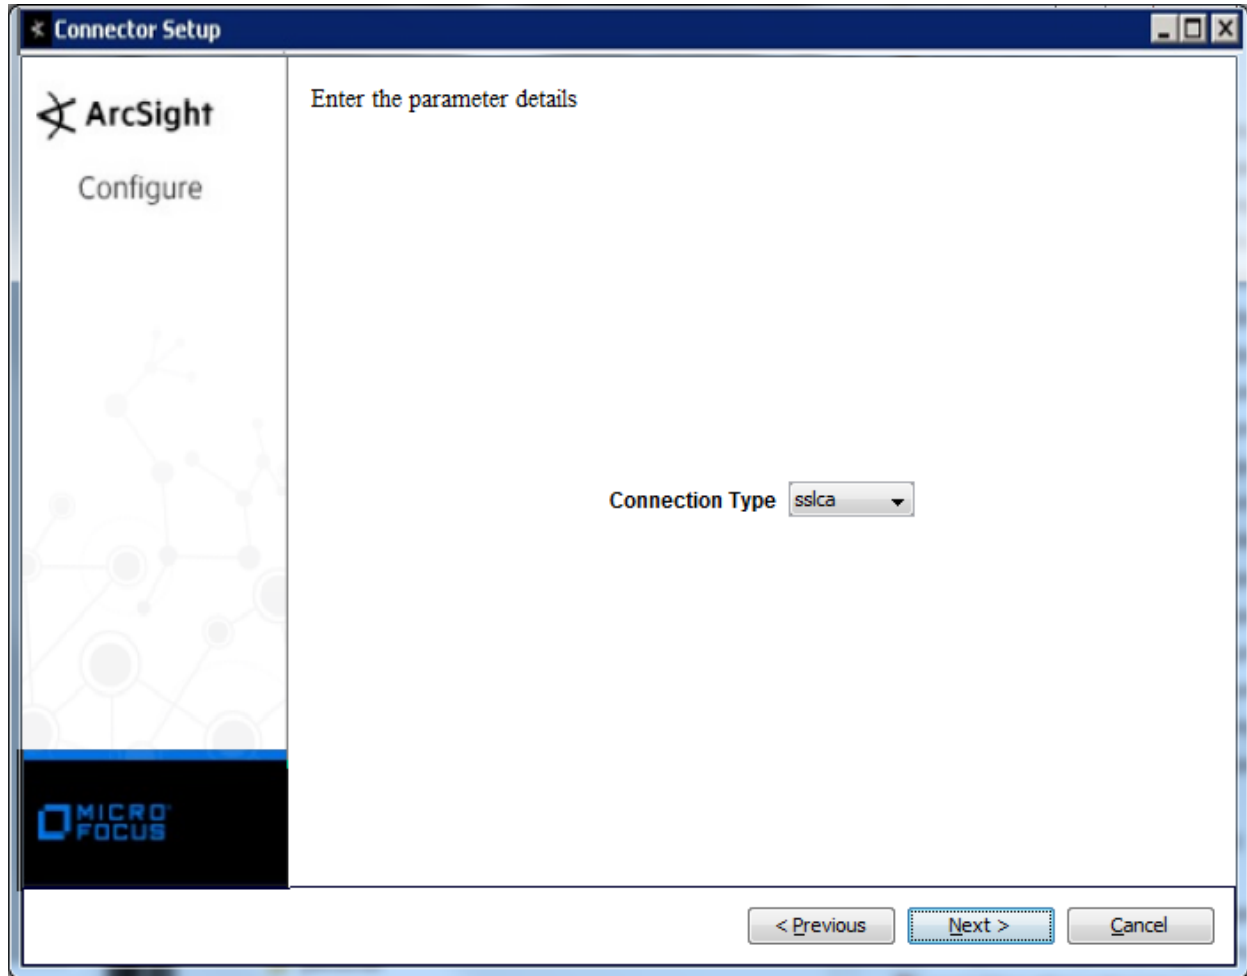 Connector Setup
ArcSight
Configure
Enter the parameter details
Connection Type sslca
MICRO
FOCUS
< Previous Next > Cancel